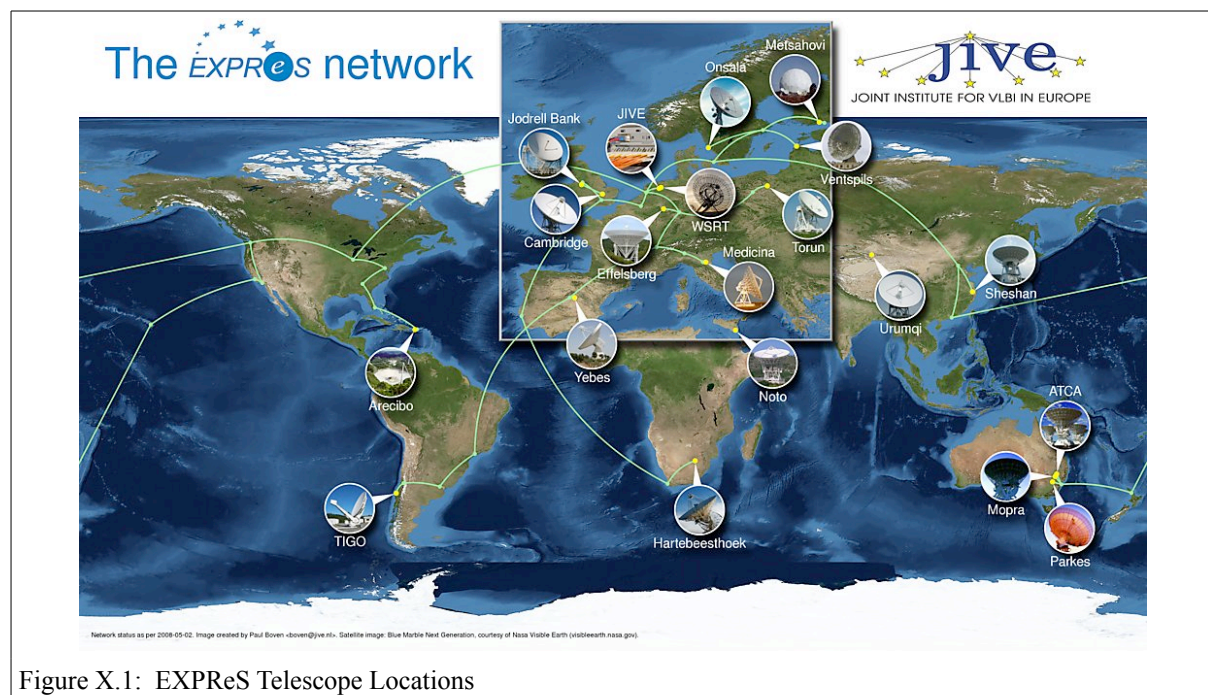 The EXPReS network
jive
JOINT INSTITUTE FOR VLBI IN EUROPE
Metsahovi
Onsala
JIVE
Jodrell Bank
Ventspils
WSRT
Cambridge
Torun
Effelsberg
Medicina
Sheshan
Urumqi
Yebes
Noto
Arecibo
ATCA
Mopra
TIGO
Hartebeesthoek
Parkes
Network status as per 2008-05-02. Image created by Paul Boven <boven@jive.nl>. Satellite image: Blue Marble Next Generation, courtesy of Nasa Visible Earth (visibleearth.nasa.gov).
Figure X.1: EXPReS Telescope Locations